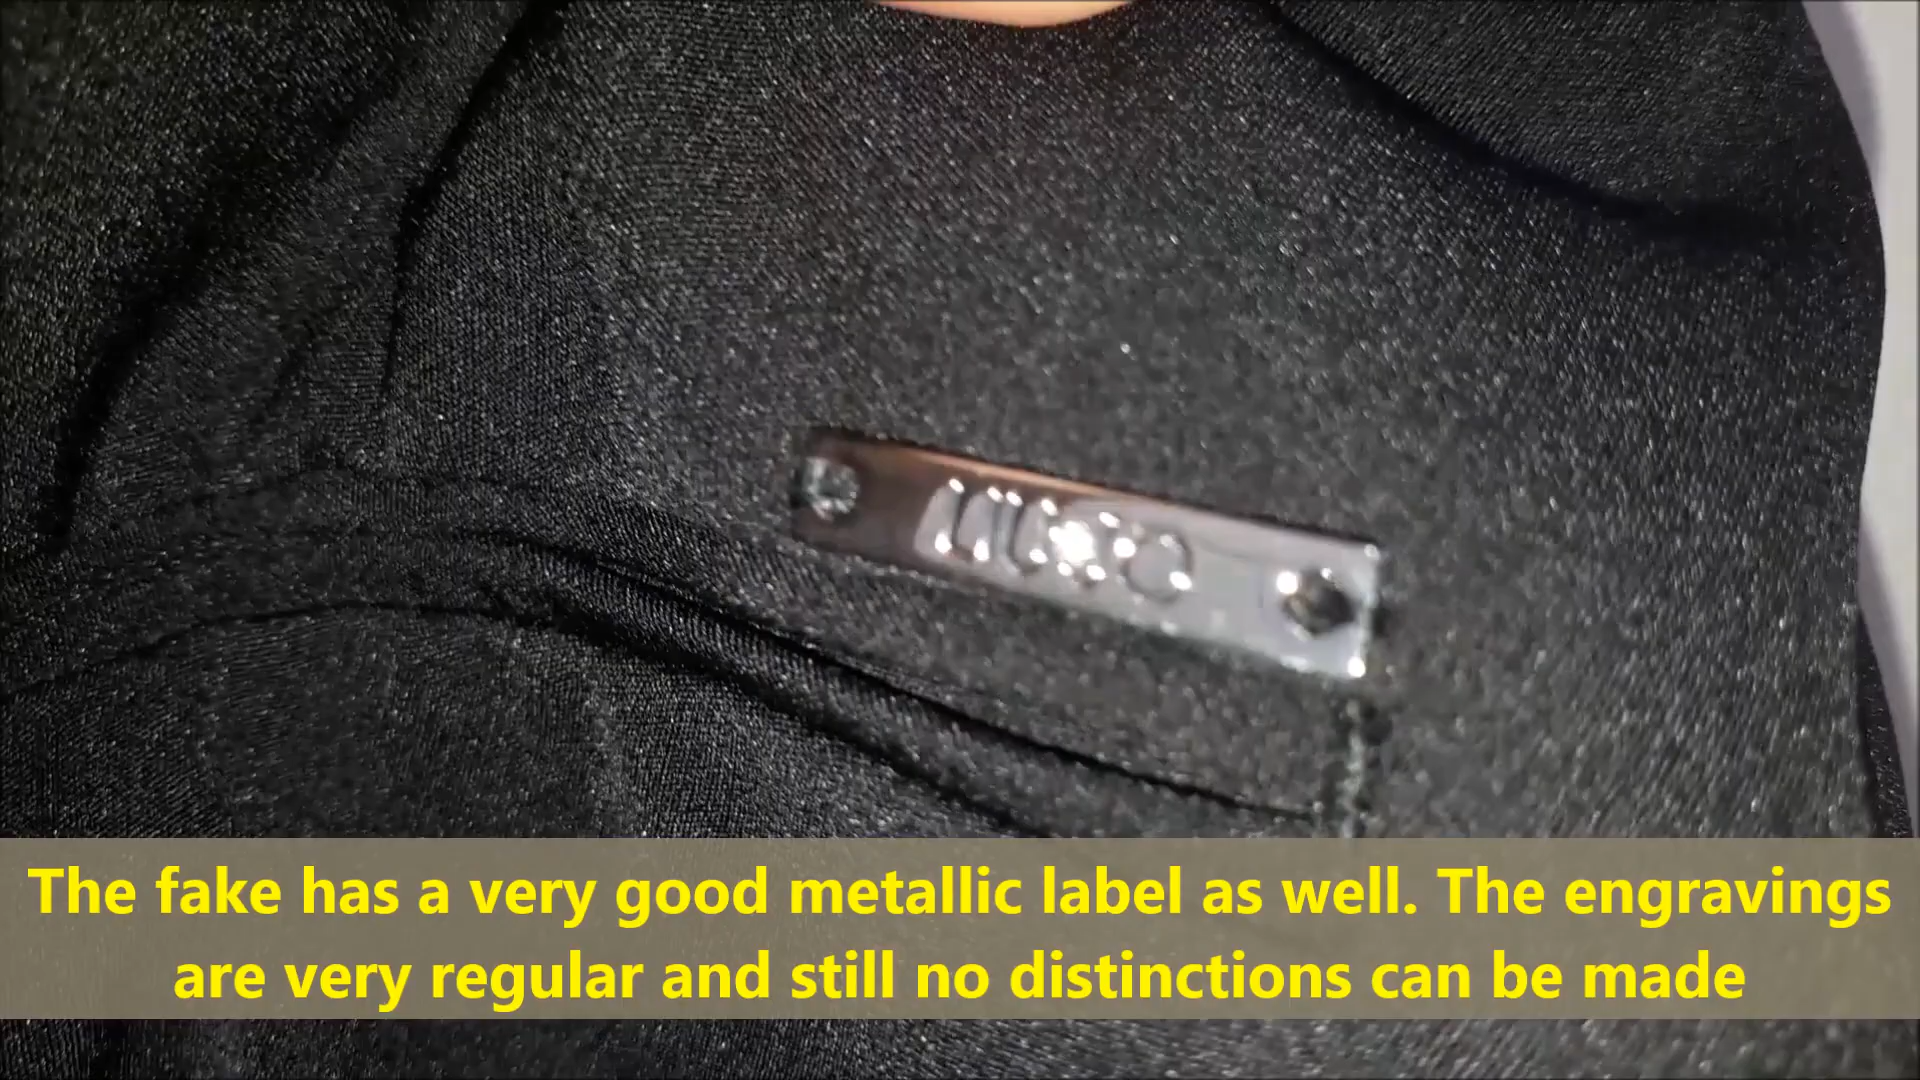 The fake has a very good metallic label as well. The engravings
are very regular and still no distinctions can be made